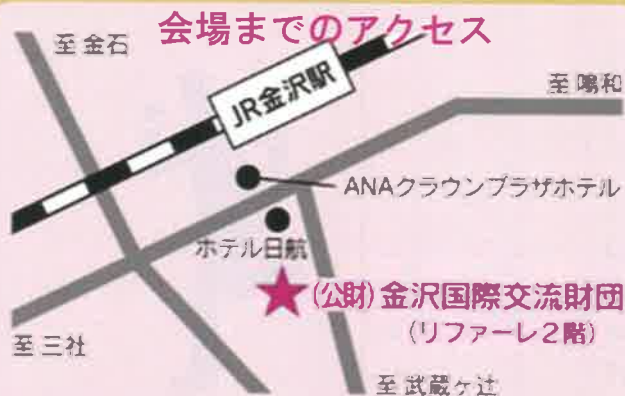 会場までのアクセス
至 金石
JR金沢駅
至 鳴和
ANAクラウンプラザホテル
ホテル日航
(公財)金沢国際交流財団
(リファーレ2階)
至 三社
至 武蔵ヶ辻